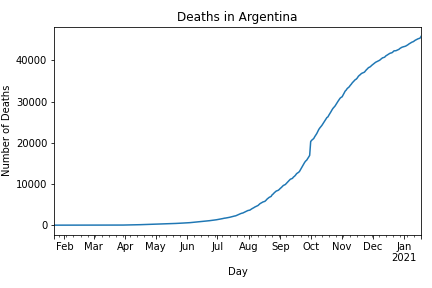 Deaths in Argentina
Number of Deaths
40000
30000
20000
10000
0
Feb Mar Apr May Jun Jul Aug Sep Oct Nov Dec Jan
2021
Day